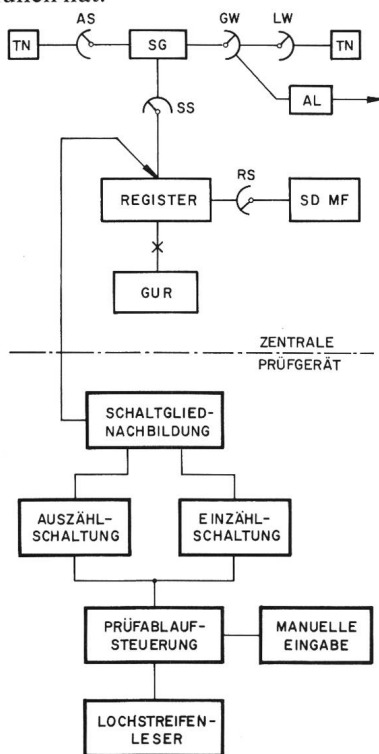 hat.
AS
GW
LW
TN
SG
TN
AL
SS
RS
REGISTER
SD MF
GUR
ZENTRALE
PRÜFGERÄT
SCHALTGLIED-
NACHBILDUNG
AUSZÄHL-
SCHALTUNG
EINZÄHL-
SCHALTUNG
PRÜFABLAUF-
STEUERUNG
MANUELLE
EINGABE
LOCHSTREIFEN-
LESER